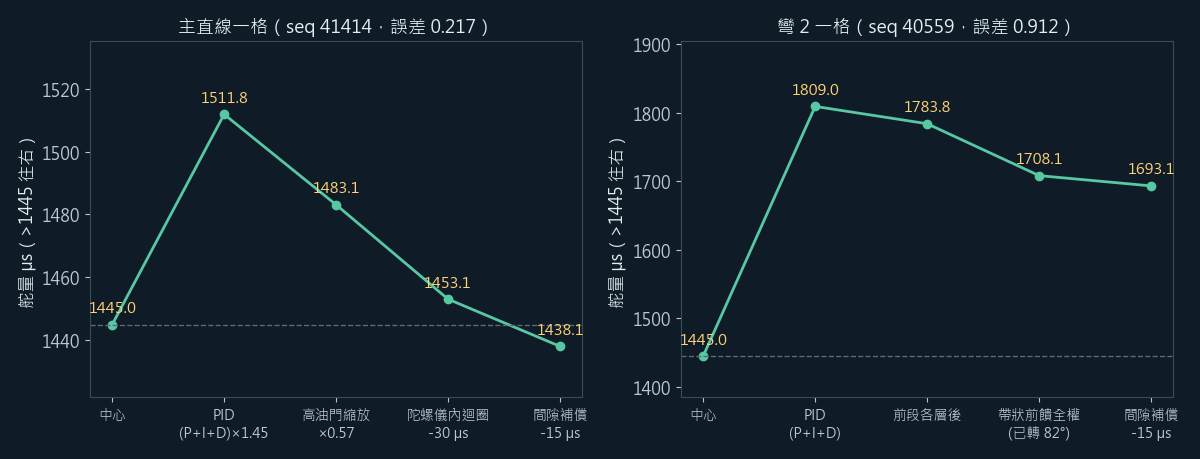 主直線一格（seq 41414，誤差 0.217）
舵量 µs（>1445 往右）
1520
1500
1480
1460
1440
1445.0
1511.8
1483.1
1453.1
1438.1
中心
PID
(P+I+D)×1.45
高油門縮放
×0.57
陀螺儀內迴圈
-30 µs
間隙補償
-15 µs
彎 2 一格（seq 40559，誤差 0.912）
舵量 µs（>1445 往右）
1900
1800
1700
1600
1500
1400
1445.0
1809.0
1783.8
1708.1
1693.1
中心
PID
(P+I+D)
前段各層後
帶狀前饋全權
(已轉 82°)
間隙補償
-15 µs